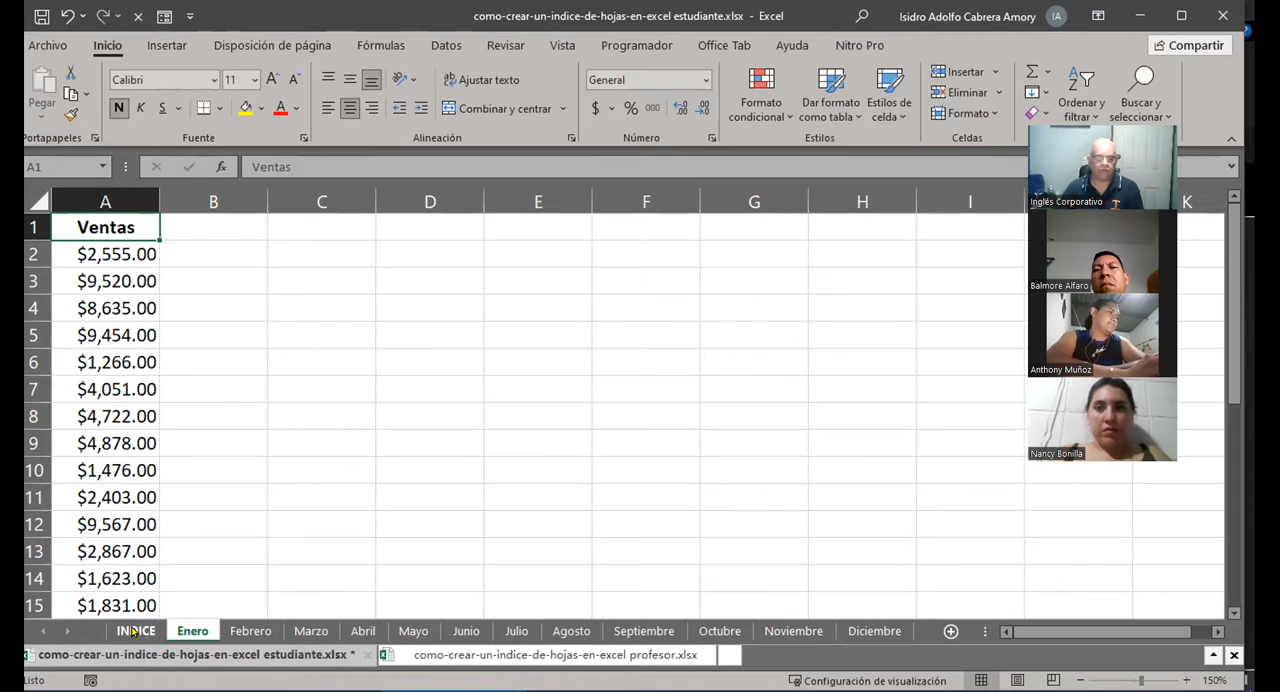 como-crear-un-indice-de-hojas-en-excel estudiante.xlsx - Excel
Isidro Adolfo Cabrera Amory
IA
Archivo Inicio Insertar Disposición de página Fórmulas Datos Revisar Vista Programador Office Tab Ayuda Nitro Pro
Compartir
Pegar
Calibri 11
N K S
Ajustar texto
Combinar y centrar
General
$ % 000
Formato condicional
Dar formato como tabla
Estilos de celda
Insertar
Eliminar
Formato
Ordenar y filtrar
Buscar y seleccionar
Portapapeles Fuente Alineación Número Estilos Celdas
A1 fx Ventas
A B C D E F G H I K
1 Ventas
2 $2,555.00
3 $9,520.00
4 $8,635.00
5 $9,454.00
6 $1,266.00
7 $4,051.00
8 $4,722.00
9 $4,878.00
10 $1,476.00
11 $2,403.00
12 $9,567.00
13 $2,867.00
14 $1,623.00
15 $1,831.00
Inglés Corporativo
Balmore Alfaro
Anthony Muñoz
Nancy Bonilla
INDICE Enero Febrero Marzo Abril Mayo Junio Julio Agosto Septiembre Octubre Noviembre Diciembre
como-crear-un-indice-de-hojas-en-excel estudiante.xlsx *
como-crear-un-indice-de-hojas-en-excel profesor.xlsx
Listo
Configuración de visualización
150%